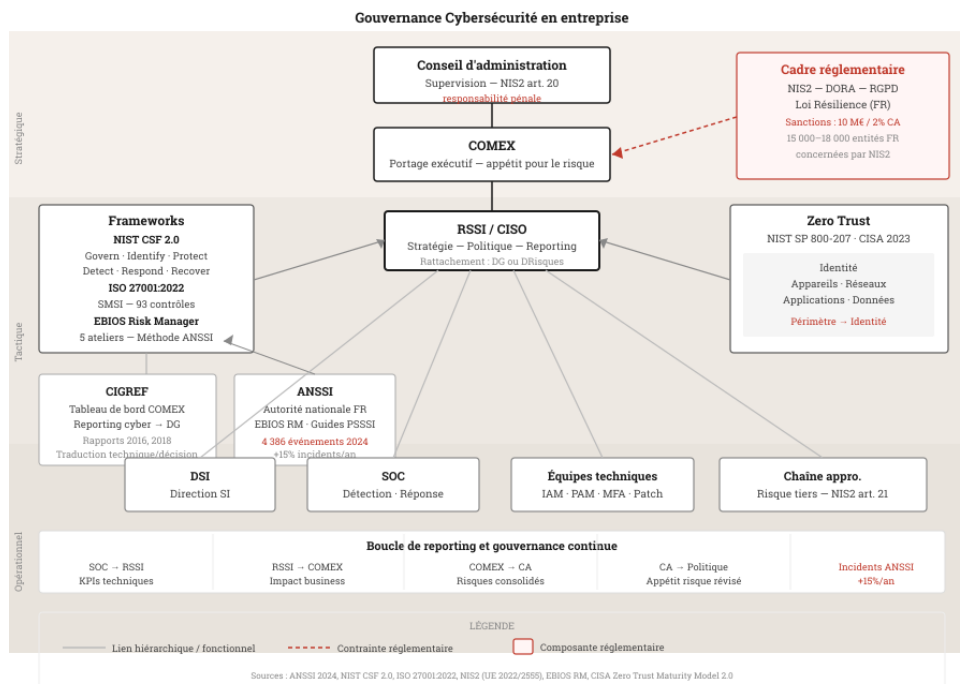 Gouvernance Cybersécurité en entreprise
Stratégique
Conseil d'administration
Supervision — NIS2 art. 20
responsabilité pénale
COMEX
Portage exécutif — appétit pour le risque
Cadre réglementaire
NIS2 — DORA — RGPD
Loi Résilience (FR)
Sanctions : 10 M€ / 2% CA
15 000–18 000 entités FR
concernées par NIS2
Tactique
Frameworks
NIST CSF 2.0
Govern · Identify · Protect
Detect · Respond · Recover
ISO 27001:2022
SMSI — 93 contrôles
EBIOS Risk Manager
5 ateliers — Méthode ANSSI
RSSI / CISO
Stratégie — Politique — Reporting
Rattachement : DG ou DRisques
Zero Trust
NIST SP 800-207 · CISA 2023
Identité
Appareils · Réseaux
Applications · Données
Périmètre → Identité
CIGREF
Tableau de bord COMEX
Reporting cyber → DG
Rapports 2016, 2018
Traduction technique/décision
ANSSI
Autorité nationale FR
EBIOS RM · Guides PSSSI
4 386 événements 2024
+15% incidents/an
Opérationnel
DSI
Direction SI
SOC
Détection · Réponse
Équipes techniques
IAM · PAM · MFA · Patch
Chaîne appro.
Risque tiers — NIS2 art. 21
Boucle de reporting et gouvernance continue
SOC → RSSI
KPIs techniques
RSSI → COMEX
Impact business
COMEX → CA
Risques consolidés
CA → Politique
Appétit risque révisé
Incidents ANSSI
+15%/an
LÉGENDE
Lien hiérarchique / fonctionnel
Contrainte réglementaire
Composante réglementaire
Sources : ANSSI 2024, NIST CSF 2.0, ISO 27001:2022, NIS2 (UE 2022/2555), EBIOS RM, CISA Zero Trust Maturity Model 2.0